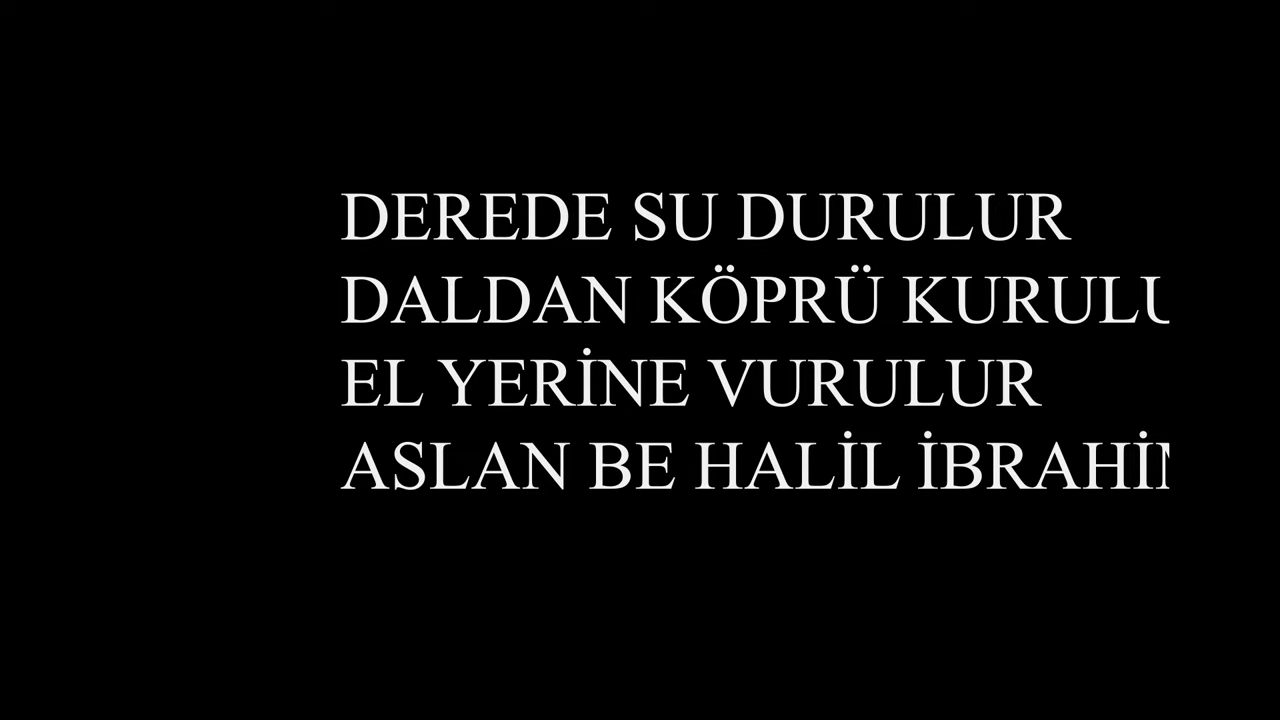 DEREDE SU DURULUR
DALDAN KÖPRÜ KURULU
EL YERİNE VURULUR
ASLAN BE HALİL İBRAHİM